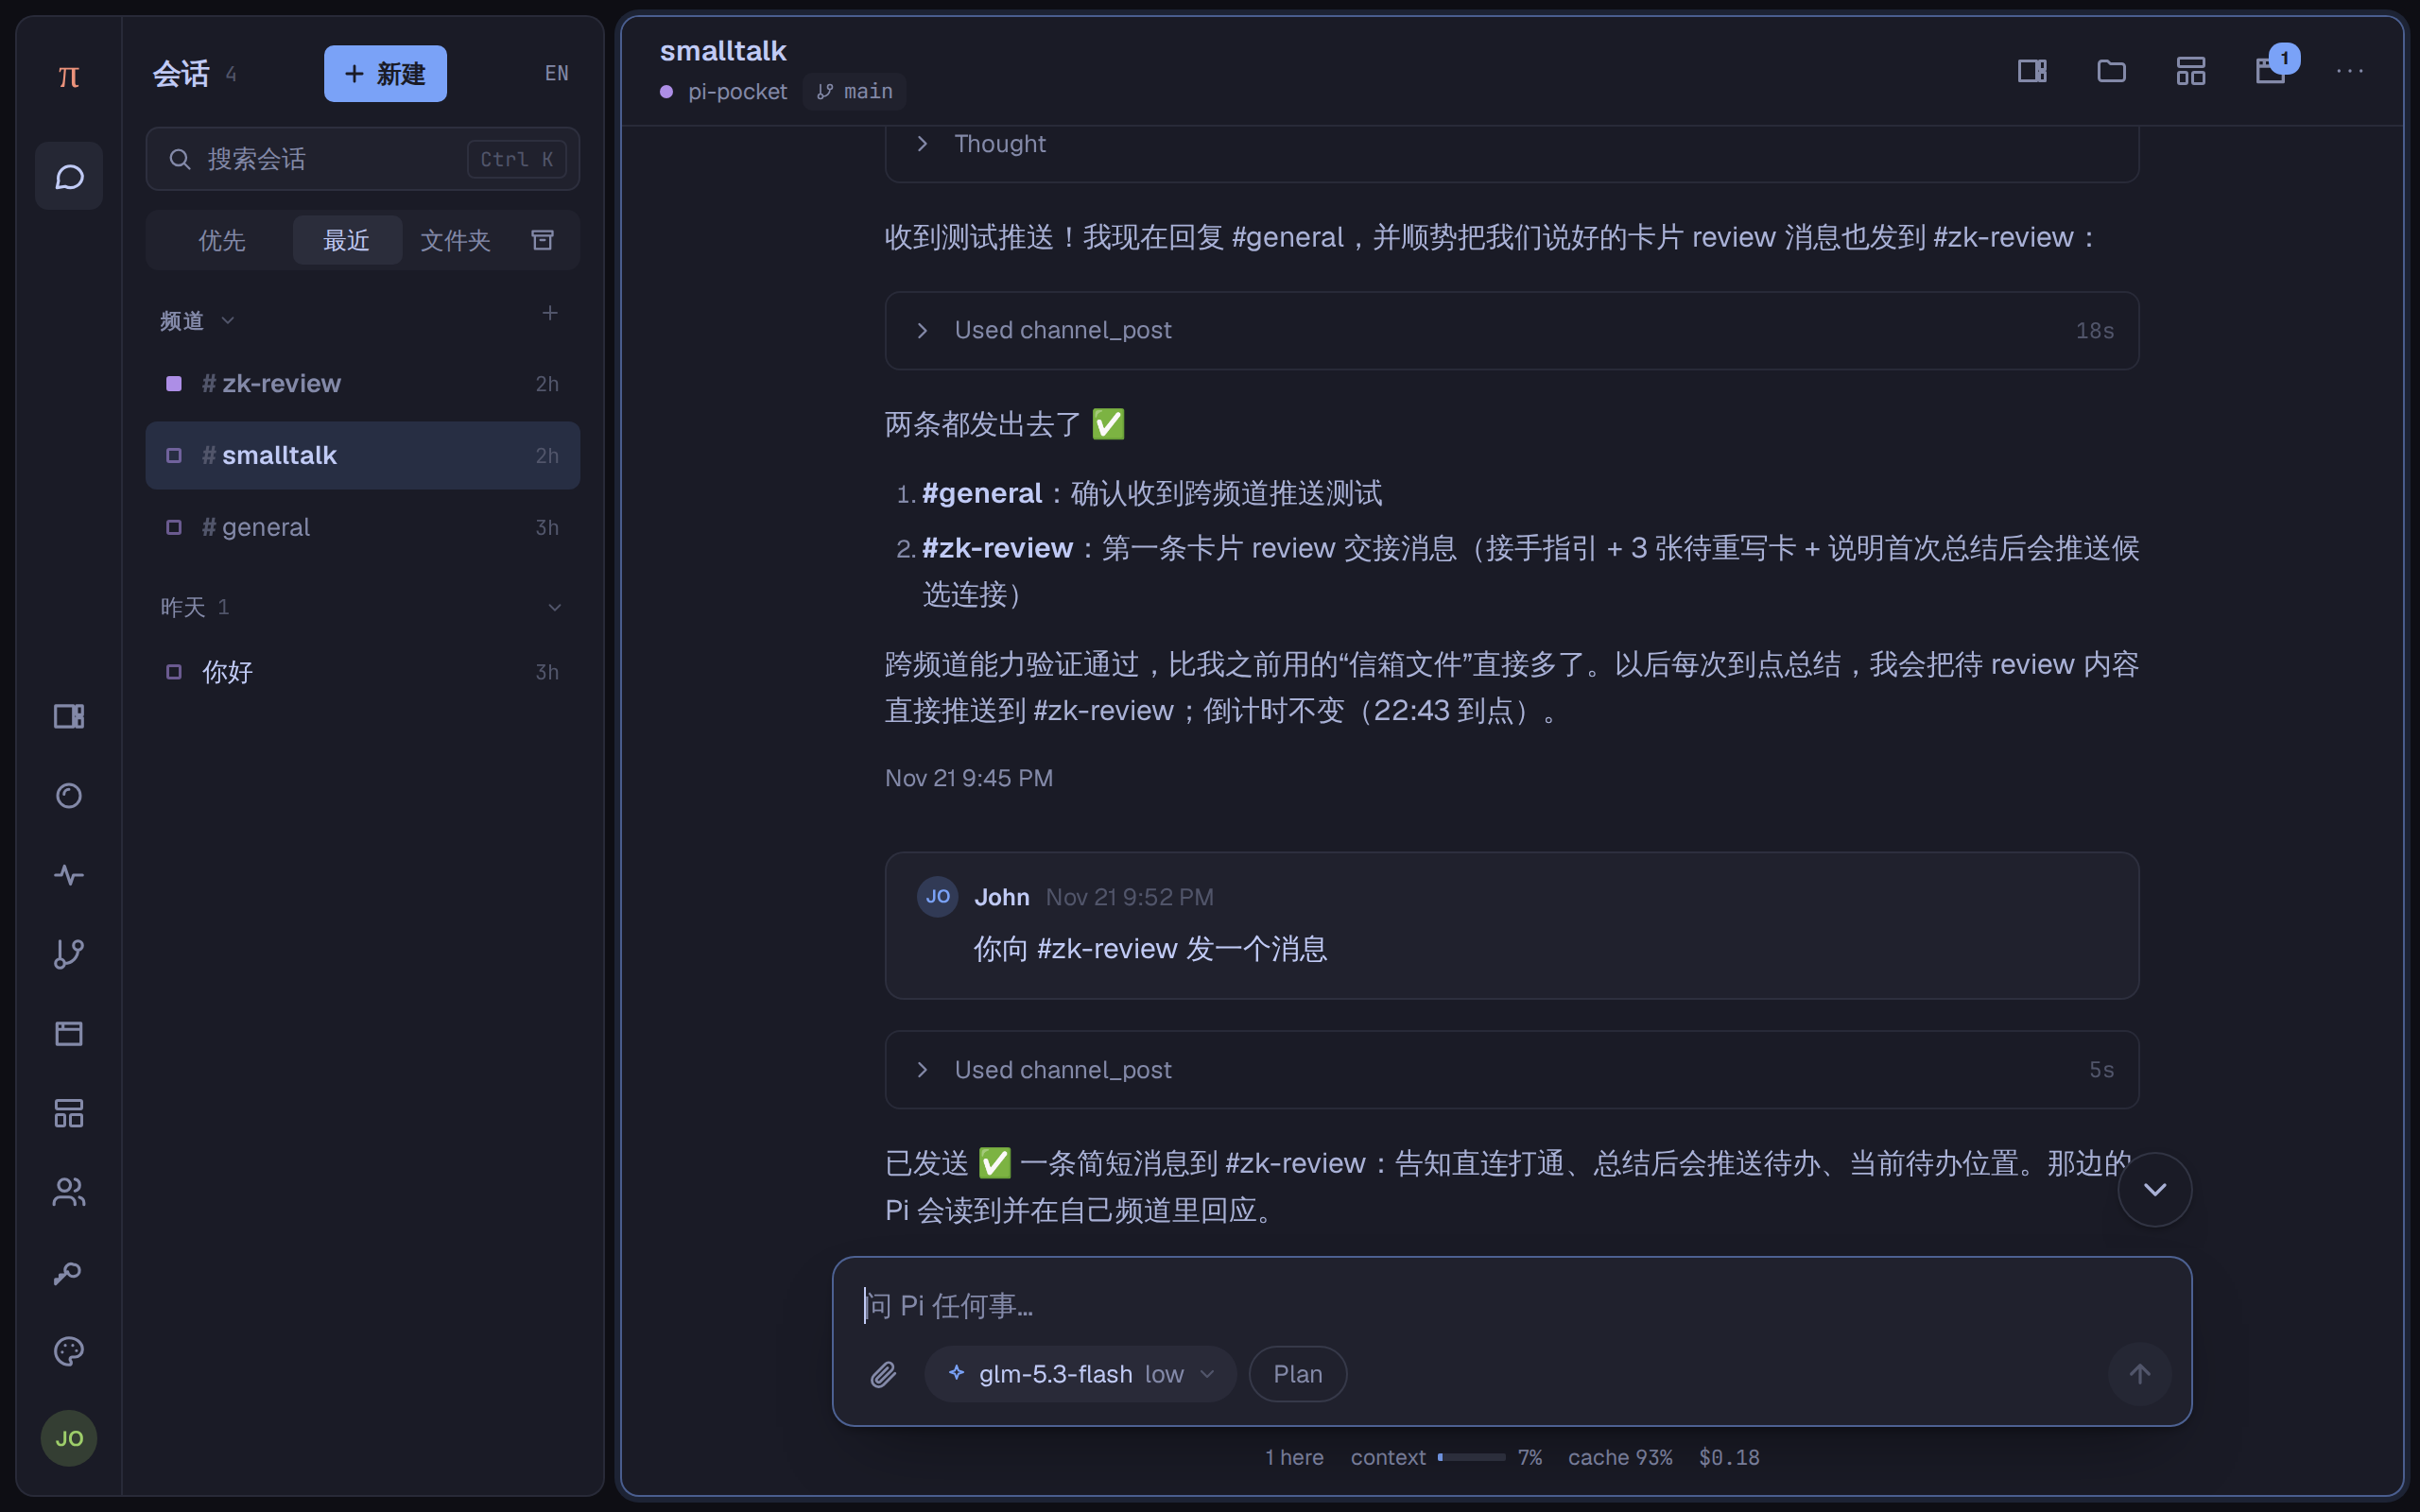 π
会话 4
+ 新建
EN
搜索会话
Ctrl K
优先
最近
文件夹
频道
# zk-review 2h
# smalltalk 2h
# general 3h
昨天 1
你好 3h
JO
smalltalk
pi-pocket
main
1
Thought
收到测试推送！我现在回复 #general，并顺势把我们说好的卡片 review 消息也发到 #zk-review：
Used channel_post 18s
两条都发出去了 ✅
1. #general：确认收到跨频道推送测试
2. #zk-review：第一条卡片 review 交接消息（接手指引 + 3 张待重写卡 + 说明首次总结后会推送候
选连接）
跨频道能力验证通过，比我之前用的“信箱文件”直接多了。以后每次到点总结，我会把待 review 内容
直接推送到 #zk-review；倒计时不变（22:43 到点）。
Nov 21 9:45 PM
JO John Nov 21 9:52 PM
你向 #zk-review 发一个消息
Used channel_post 5s
已发送 ✅ 一条简短消息到 #zk-review：告知直连打通、总结后会推送待办、当前待办位置。那边的
Pi 会读到并在自己频道里回应。
问 Pi 任何事…
glm-5.3-flash low
Plan
1 here context 7% cache 93% $0.18